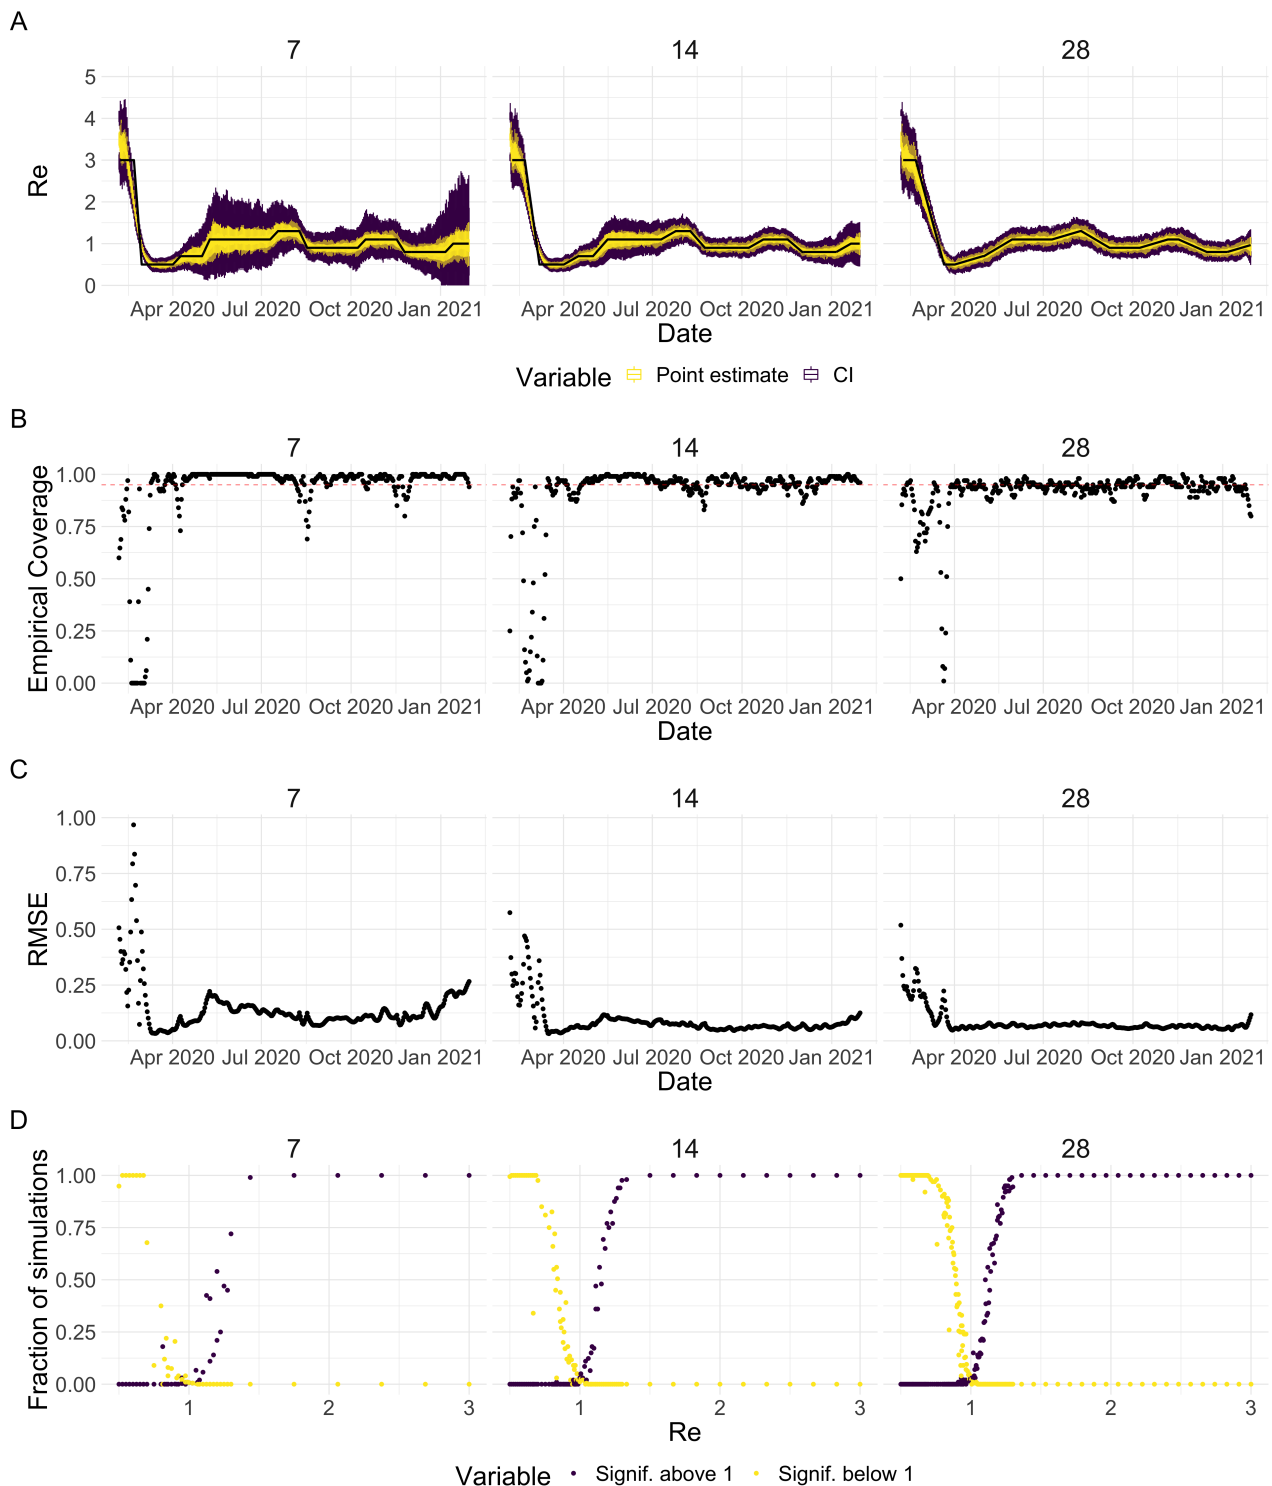 A
7 14 28
5
4
3
2
1
0
Re
Apr 2020 Jul 2020 Oct 2020 Jan 2021 Apr 2020 Jul 2020 Oct 2020 Jan 2021 Apr 2020 Jul 2020 Oct 2020 Jan 2021
Date
Variable Point estimate CI
B
7 14 28
1.00
0.75
0.50
0.25
0.00
Empirical Coverage
Apr 2020 Jul 2020 Oct 2020 Jan 2021 Apr 2020 Jul 2020 Oct 2020 Jan 2021 Apr 2020 Jul 2020 Oct 2020 Jan 2021
Date
C
7 14 28
1.00
0.75
0.50
0.25
0.00
RMSE
Apr 2020 Jul 2020 Oct 2020 Jan 2021 Apr 2020 Jul 2020 Oct 2020 Jan 2021 Apr 2020 Jul 2020 Oct 2020 Jan 2021
Date
D
7 14 28
1.00
0.75
0.50
0.25
0.00
Fraction of simulations
1 2 3 1 2 3 1 2 3
Re
Variable Signif. above 1 Signif. below 1